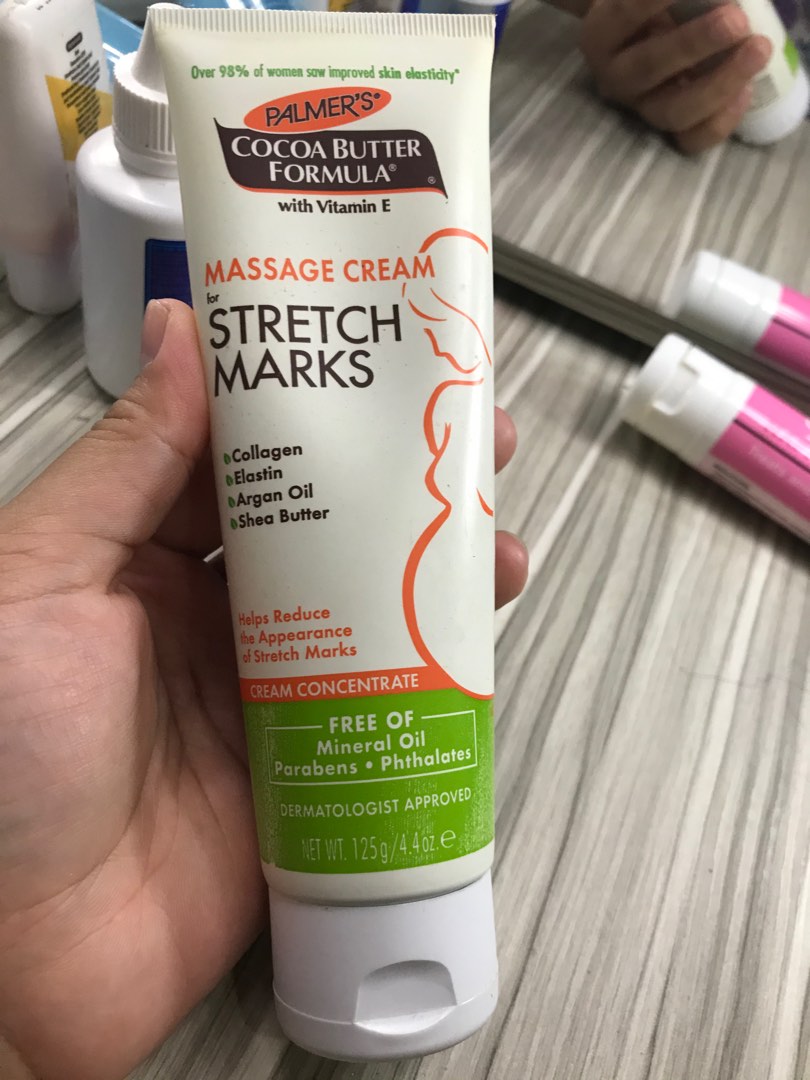 Over 98% of women saw improved skin elasticity*
PALMER'S®
COCOA BUTTER
FORMULA®
®
with Vitamin E
MASSAGE CREAM
for
STRETCH
MARKS
Collagen
Elastin
Argan Oil
Shea Butter
Helps Reduce
the Appearance
of Stretch Marks
CREAM CONCENTRATE
FREE OF
Mineral Oil
Parabens • Phthalates
DERMATOLOGIST APPROVED
NET WT. 125g/4.4oz.℮